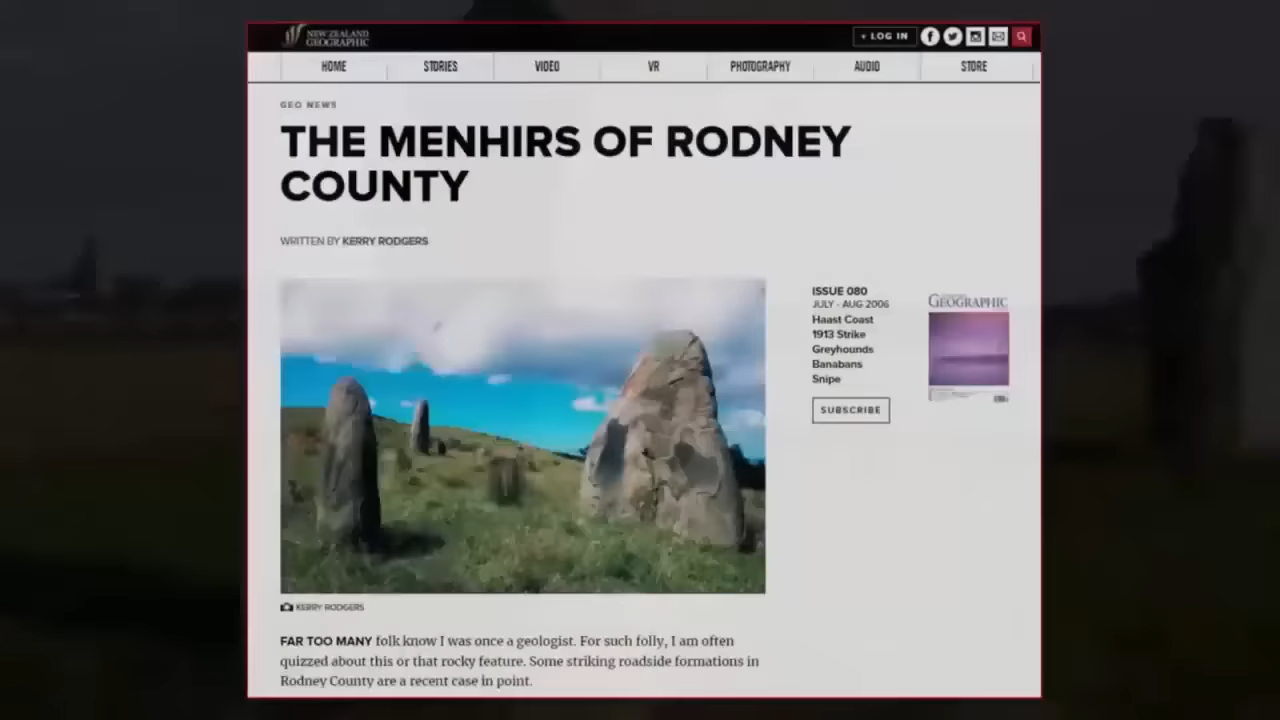 NEW ZEALAND
GEOGRAPHIC
LOG IN
HOME
STORIES
VIDEO
VR
PHOTOGRAPHY
AUDIO
STORE
GEO NEWS
THE MENHIRS OF RODNEY
COUNTY
WRITTEN BY KERRY RODGERS
ISSUE 080
JULY - AUG 2006
Haast Coast
1913 Strike
Greyhounds
Banabans
Snipe
SUBSCRIBE
GEOGRAPHIC
KERRY RODGERS
FAR TOO MANY folk know I was once a geologist. For such folly, I am often
quizzed about this or that rocky feature. Some striking roadside formations in
Rodney County are a recent case in point.